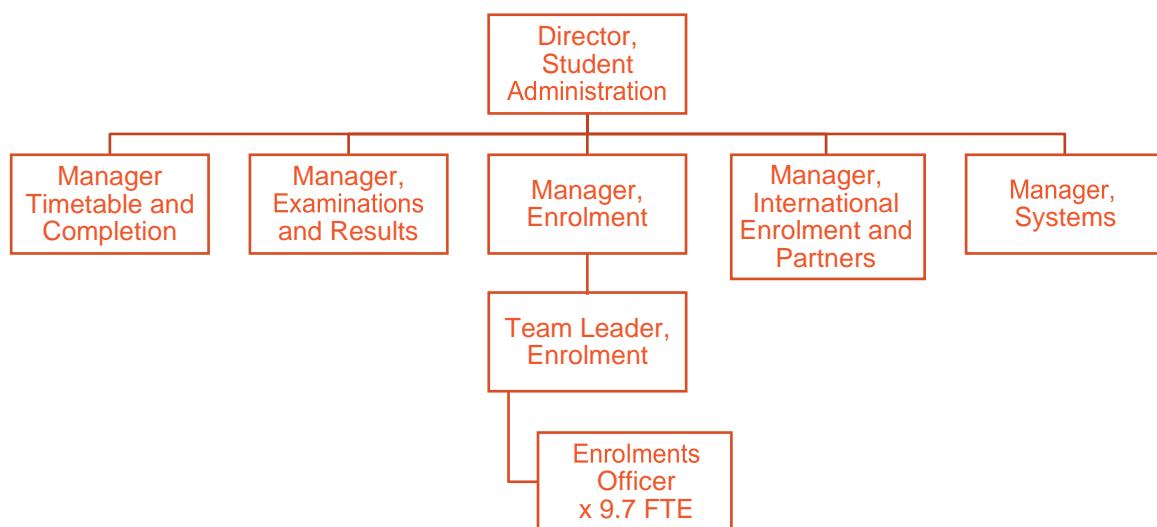 Director,
Student
Administration
Manager
Timetable and
Completion
Manager,
Examinations
and Results
Manager,
Enrolment
Manager,
International
Enrolment and
Partners
Manager,
Systems
Team Leader,
Enrolment
Enrolments
Officer
x 9.7 FTE